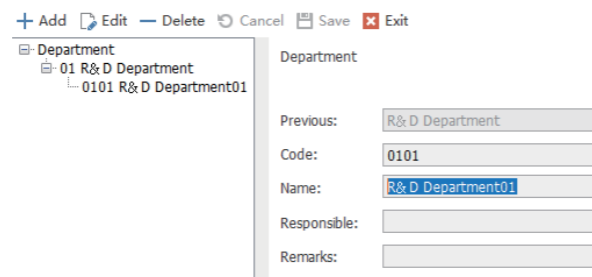 Add Edit Delete Cancel Save Exit
Department
01 R& D Department
0101 R& D Department01
Department
Previous: R& D Department
Code: 0101
Name: R& D Department01
Responsible:
Remarks: